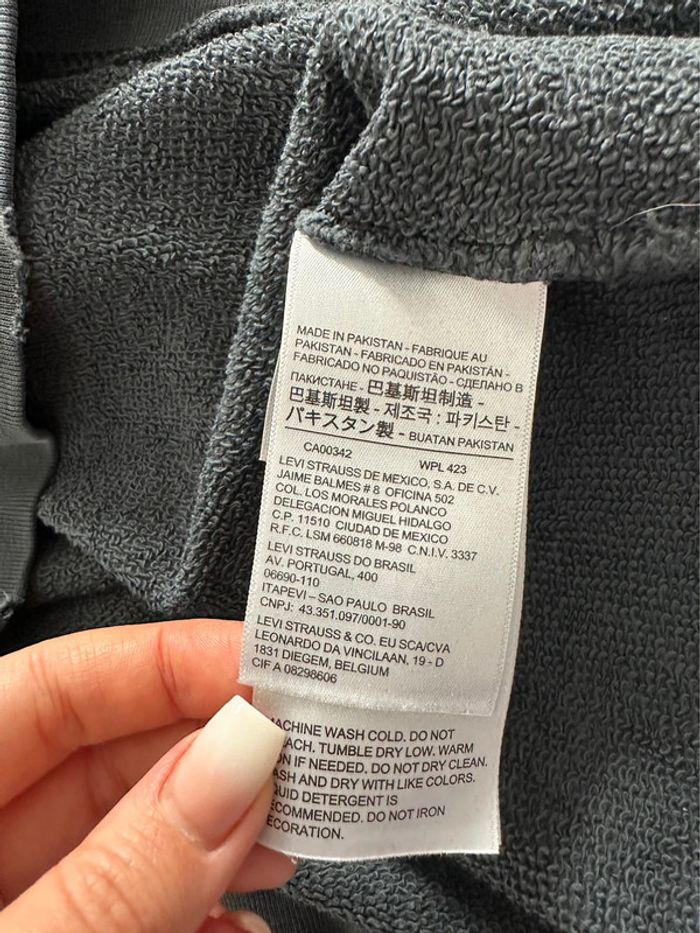 MADE IN PAKISTAN - FABRIQUE AU
PAKISTAN - FABRICADO EN PAKISTÁN -
FABRICADO NO PAQUISTÃO - СДЕЛАНО В
ПАКИСТАНЕ - 巴基斯坦制造 -
巴基斯坦製 - 제조국 : 파키스탄 -
パキスタン製 - BUATAN PAKISTAN
CA00342 WPL 423
LEVI STRAUSS DE MEXICO, S.A. DE C.V.
JAIME BALMES # 8 OFICINA 502
COL. LOS MORALES POLANCO
DELEGACION MIGUEL HIDALGO
C.P. 11510 CIUDAD DE MEXICO
R.F.C. LSM 660818 M-98 C.N.I.V. 3337
LEVI STRAUSS DO BRASIL
AV. PORTUGAL, 400
06690-110
ITAPEVI – SAO PAULO BRASIL
CNPJ: 43.351.097/0001-90
LEVI STRAUSS & CO. EU SCA/CVA
LEONARDO DA VINCILAAN, 19 - D
1831 DIEGEM, BELGIUM
CIF A 08298606
MACHINE WASH COLD. DO NOT
ACH. TUMBLE DRY LOW. WARM
ON IF NEEDED. DO NOT DRY CLEAN.
ASH AND DRY WITH LIKE COLORS.
QUID DETERGENT IS
ECOMMENDED. DO NOT IRON
ECORATION.